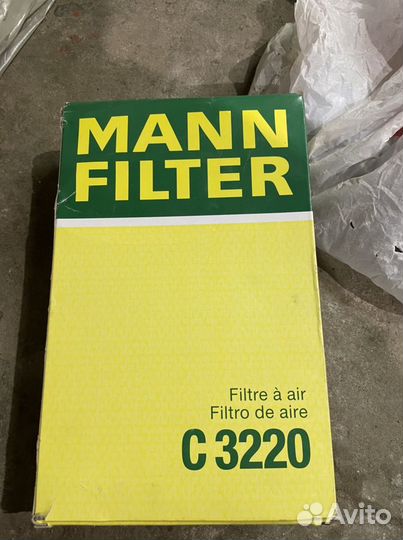 MANN
FILTER
Filtre à air
Filtro de aire
C 3220
Avito